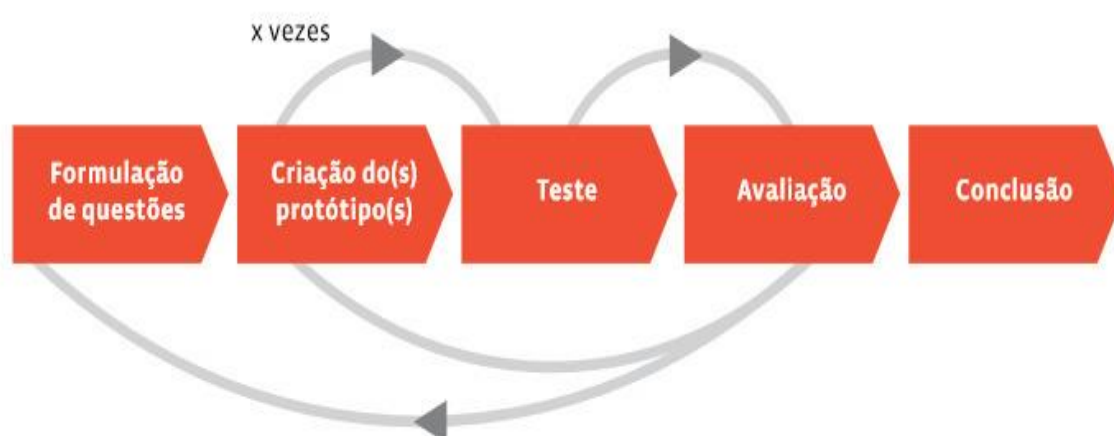 x vezes
Formulação
de questões
Criação do(s)
protótipo(s)
Teste
Avaliação
Conclusão